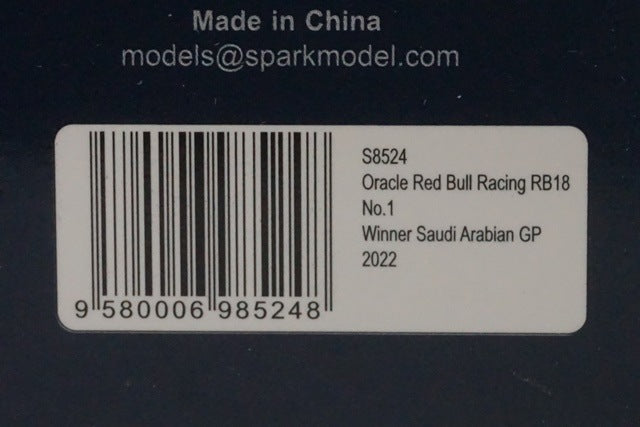 Made in China
models@sparkmodel.com
S8524
Oracle Red Bull Racing RB18
No.1
Winner Saudi Arabian GP
2022
9 580006 985248